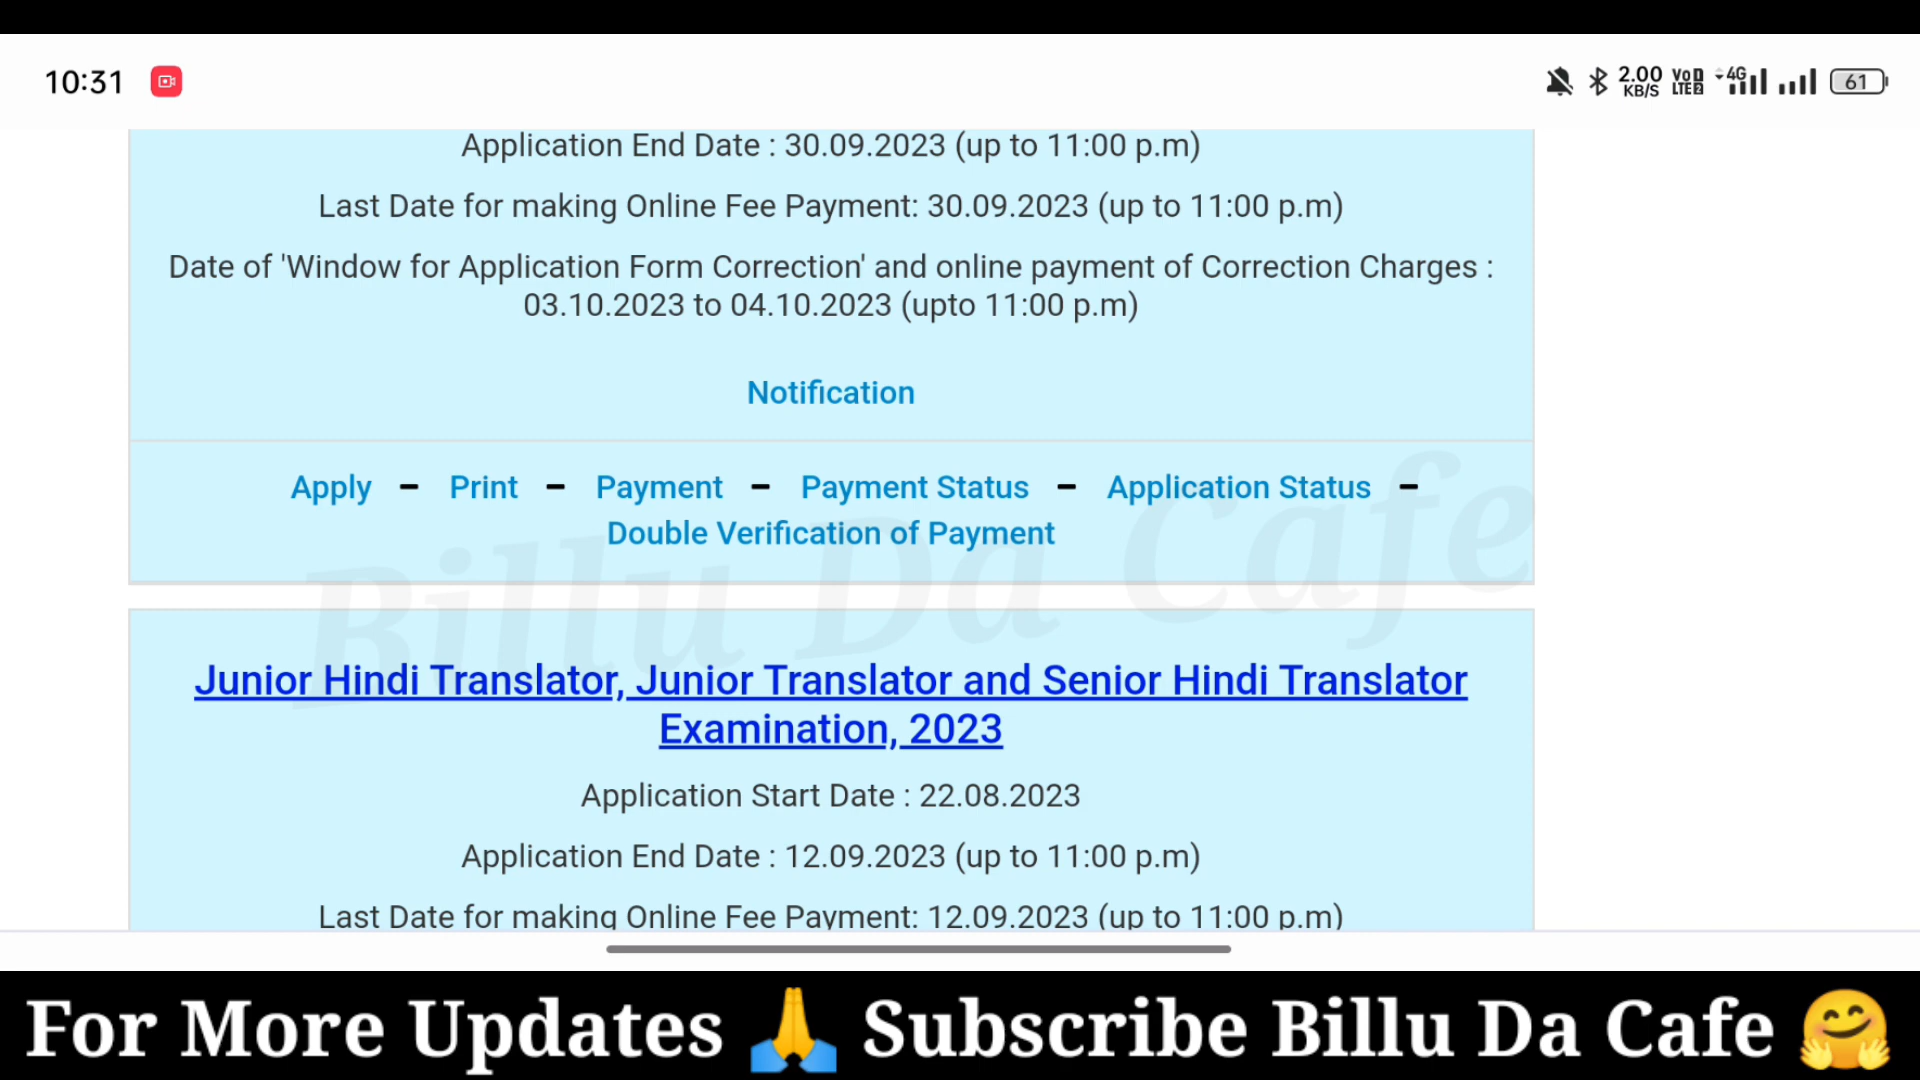 10:31 2.00 KB/S Vo LTE 2 4G 61
Application End Date : 30.09.2023 (up to 11:00 p.m)
Last Date for making Online Fee Payment: 30.09.2023 (up to 11:00 p.m)
Date of 'Window for Application Form Correction' and online payment of Correction Charges :
03.10.2023 to 04.10.2023 (upto 11:00 p.m)
Notification
Apply - Print - Payment - Payment Status - Application Status -
Double Verification of Payment
Billu Da Cafe
Junior Hindi Translator, Junior Translator and Senior Hindi Translator
Examination, 2023
Application Start Date : 22.08.2023
Application End Date : 12.09.2023 (up to 11:00 p.m)
Last Date for making Online Fee Payment: 12.09.2023 (up to 11:00 p.m)
For More Updates 🙏 Subscribe Billu Da Cafe 🤗